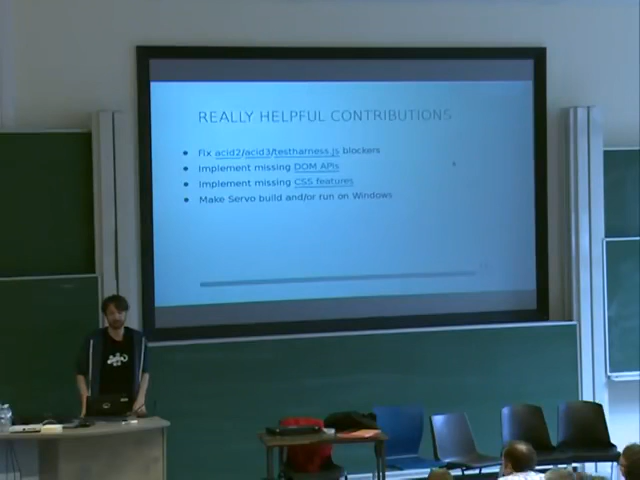 REALLY HELPFUL CONTRIBUTIONS
Fix acid2/acid3/testharness.js blockers
Implement missing DOM APIs
Implement missing CSS features
Make Servo build and/or run on Windows